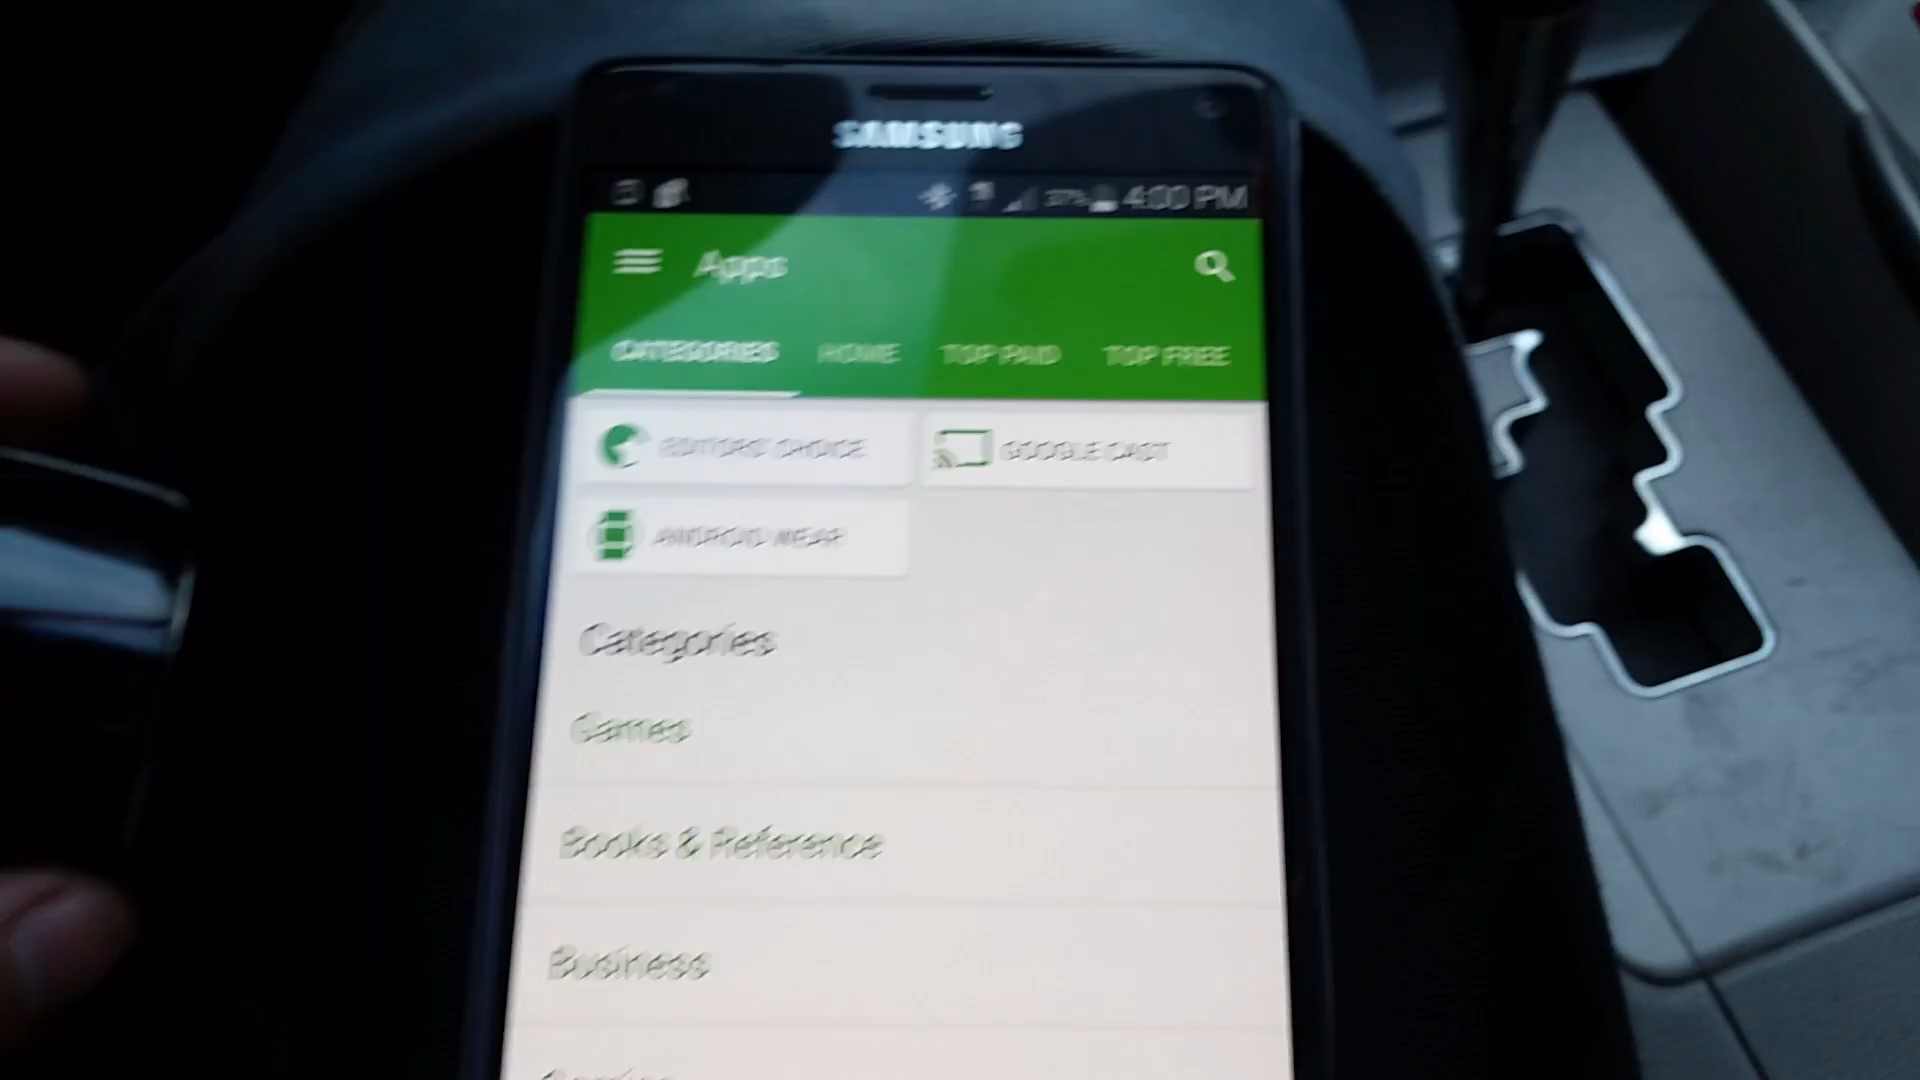 SAMSUNG
37% 4:00 PM
Apps
CATEGORIES HOME TOP PAID TOP FREE
EDITORS' CHOICE GOOGLE CAST
ANDROID WEAR
Categories
Games
Books & Reference
Business